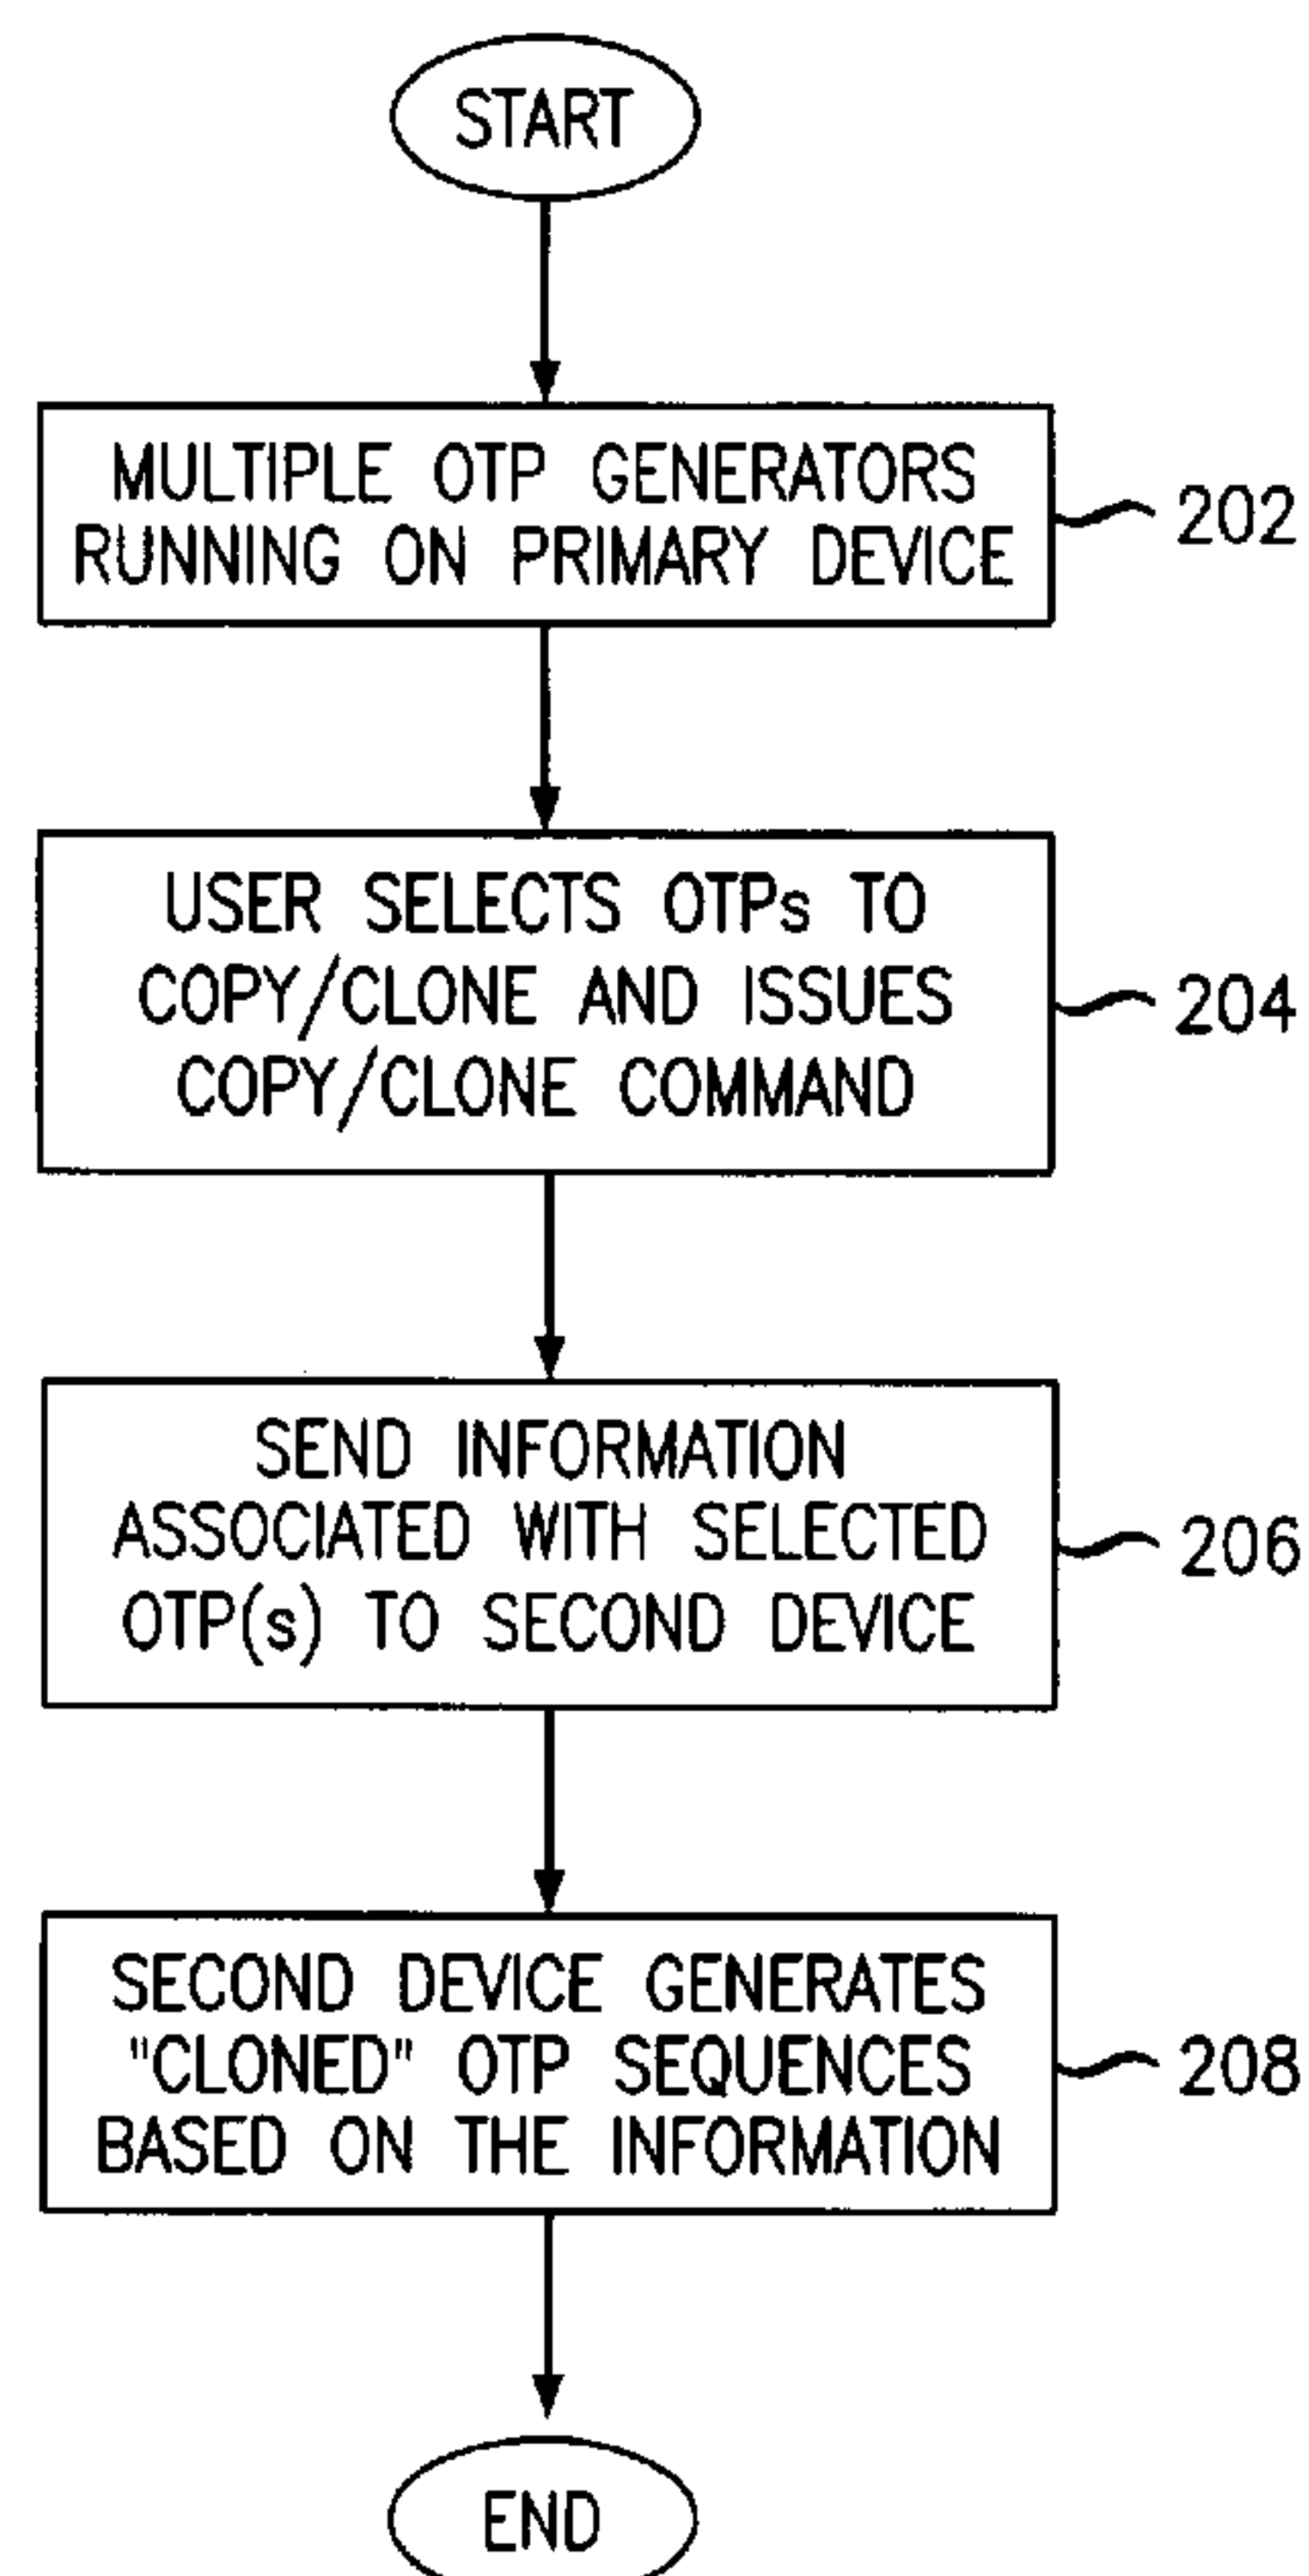 START
MULTIPLE OTP GENERATORS
RUNNING ON PRIMARY DEVICE
202
USER SELECTS OTPs TO
COPY/CLONE AND ISSUES
COPY/CLONE COMMAND
204
SEND INFORMATION
ASSOCIATED WITH SELECTED
OTP(s) TO SECOND DEVICE
206
SECOND DEVICE GENERATES
"CLONED" OTP SEQUENCES
BASED ON THE INFORMATION
208
END